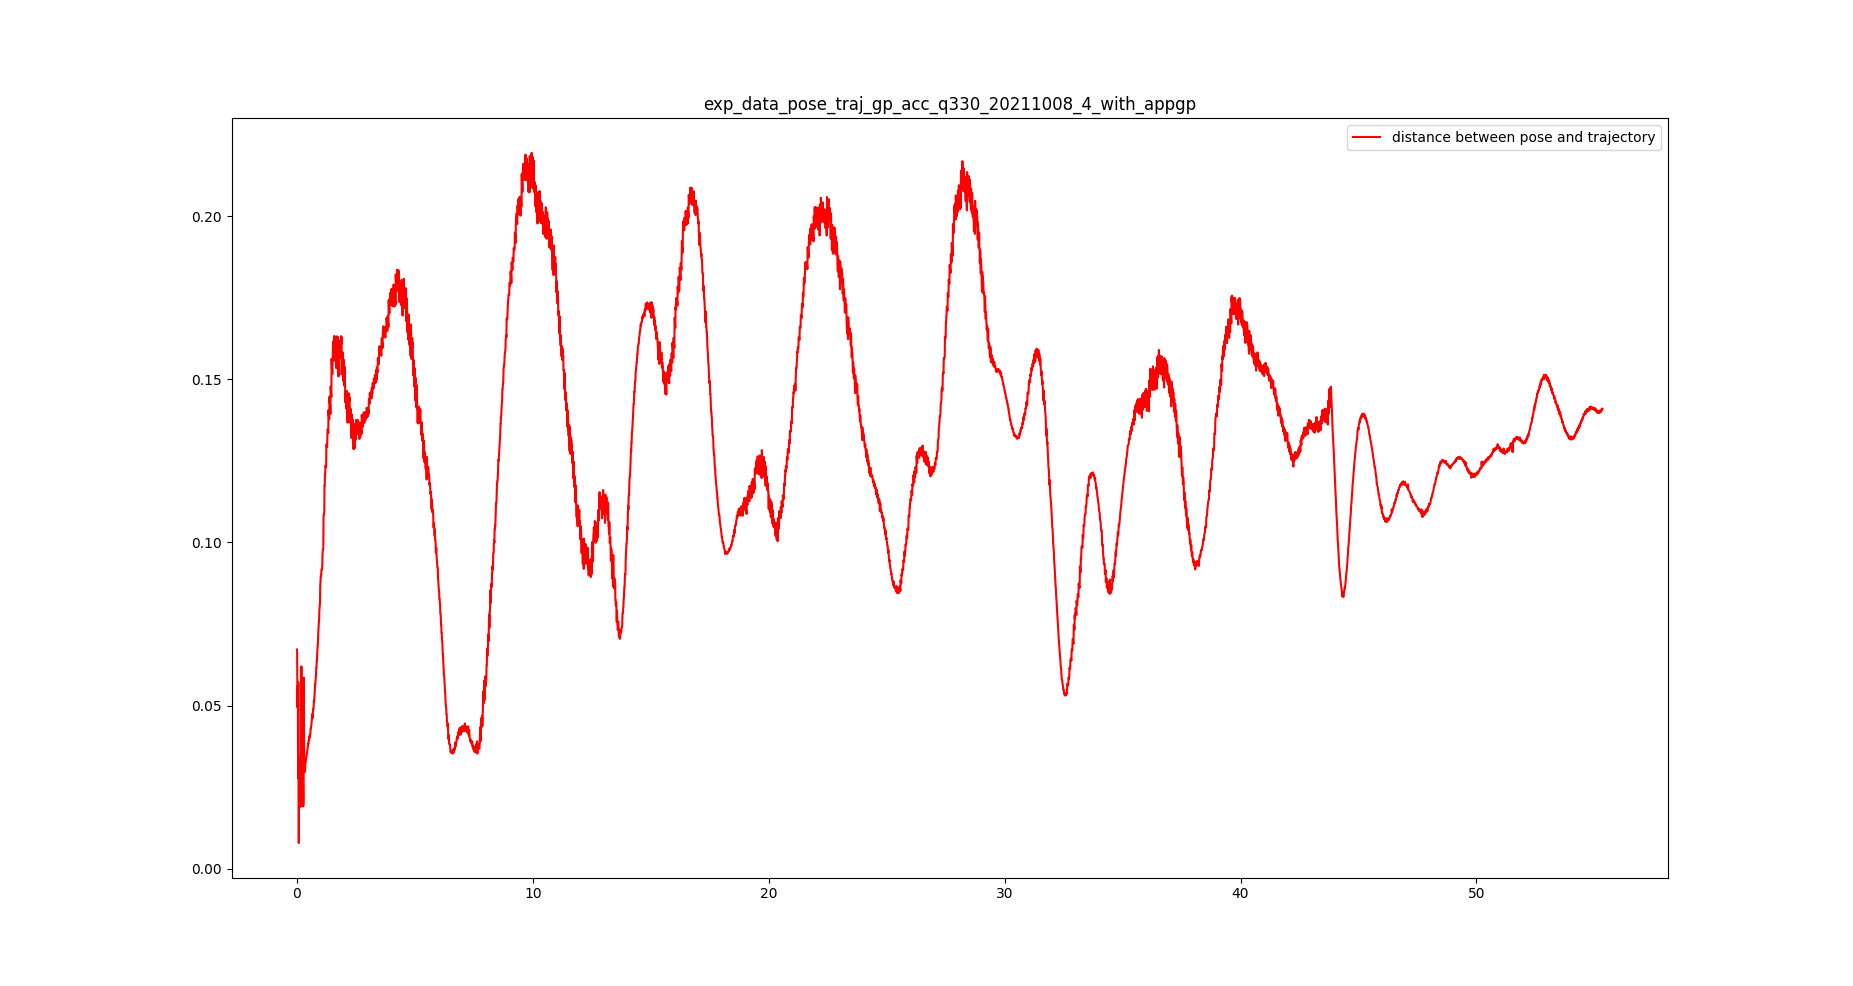 exp_data_pose_traj_gp_acc_q330_20211008_4_with_appgp
distance between pose and trajectory
0.20
0.15
0.10
0.05
0.00
0 10 20 30 40 50